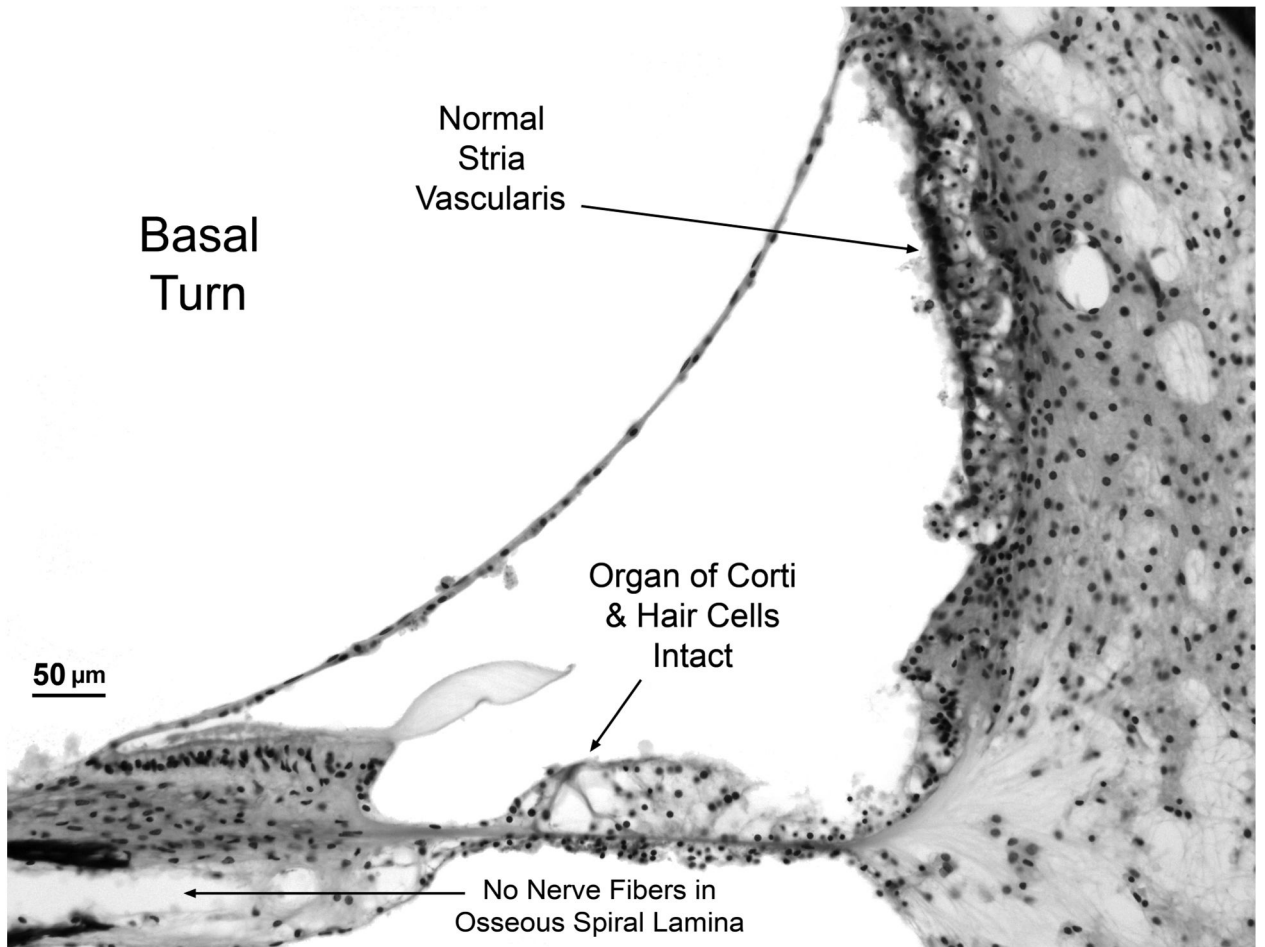 Normal
Stria
Vascularis
Basal
Turn
Organ of Corti
& Hair Cells
Intact
50 µm
No Nerve Fibers in
Osseous Spiral Lamina